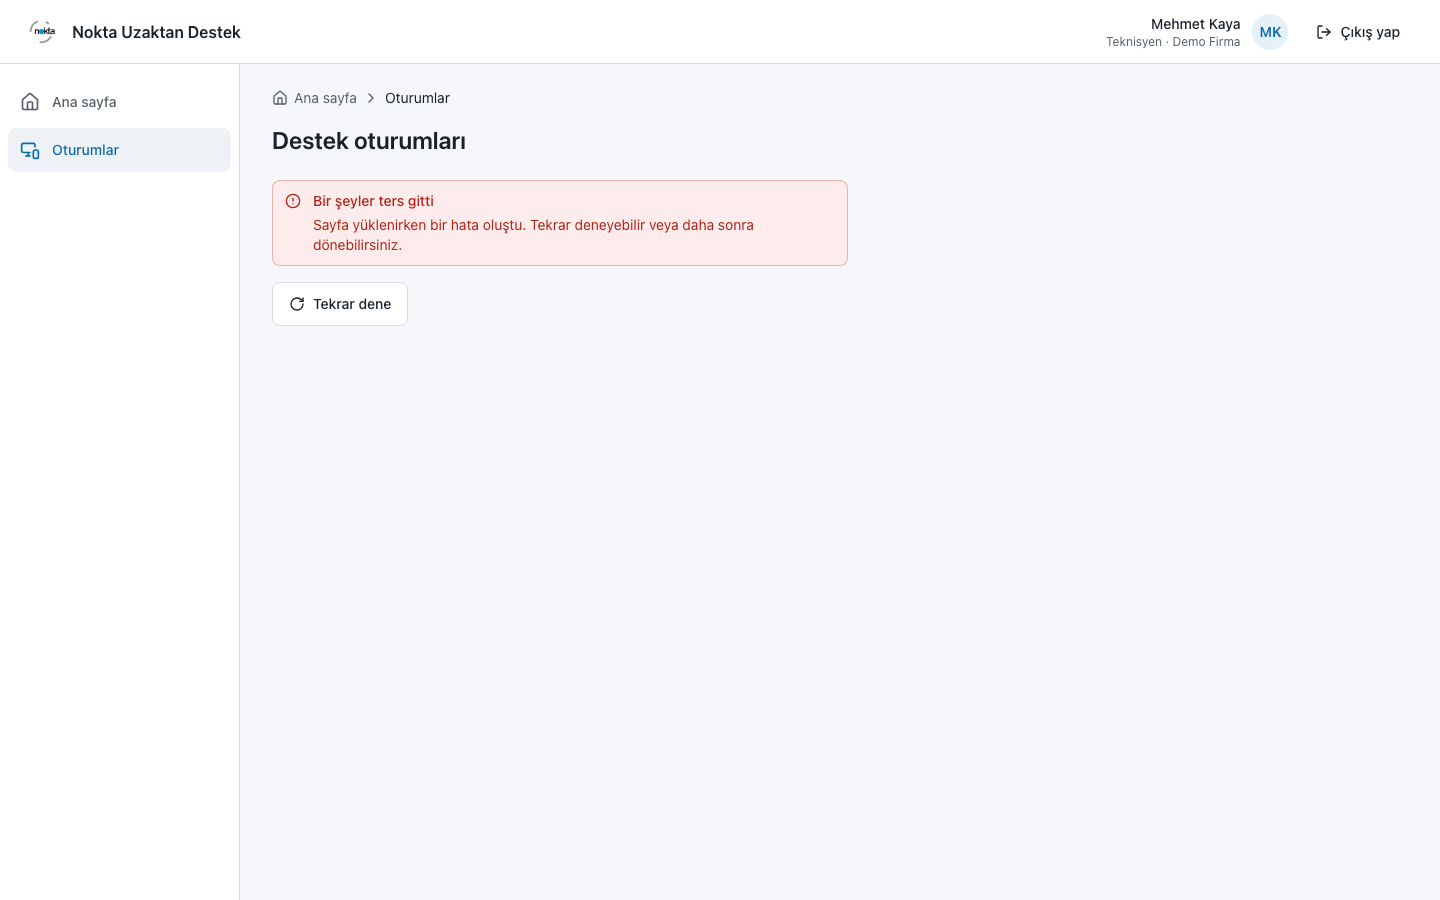 nokta
Nokta Uzaktan Destek
Mehmet Kaya
Teknisyen · Demo Firma
MK
Çıkış yap
Ana sayfa
Oturumlar
Ana sayfa
Oturumlar
Destek oturumları
Bir şeyler ters gitti
Sayfa yüklenirken bir hata oluştu. Tekrar deneyebilir veya daha sonra
dönebilirsiniz.
Tekrar dene